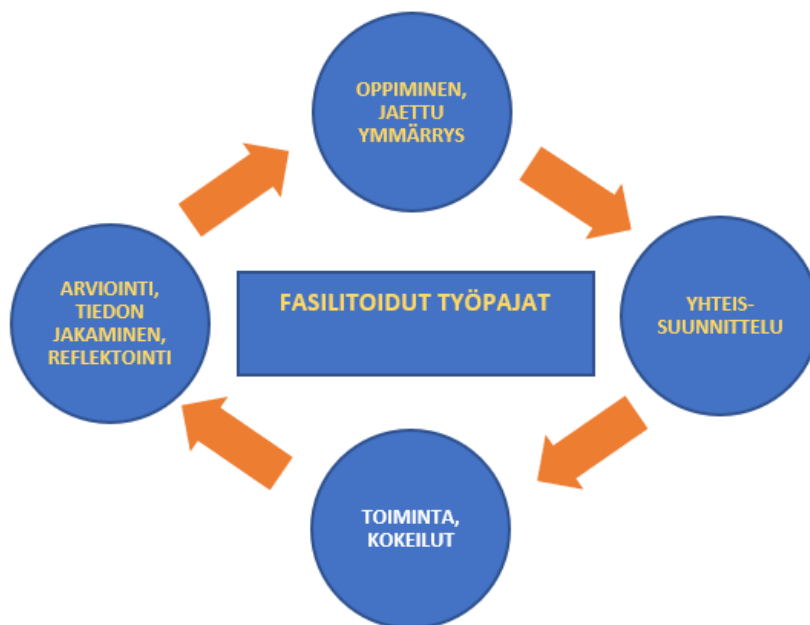 OPPIMINEN,
JAETTU
YMMÄRRYS
ARVIOINTI,
TIEDON
JAKAMINEN,
REFLEKTOINTI
FASILITOIDUT TYÖPAJAT
YHTEIS-
SUUNNITTELU
TOIMINTA,
KOKEILUT